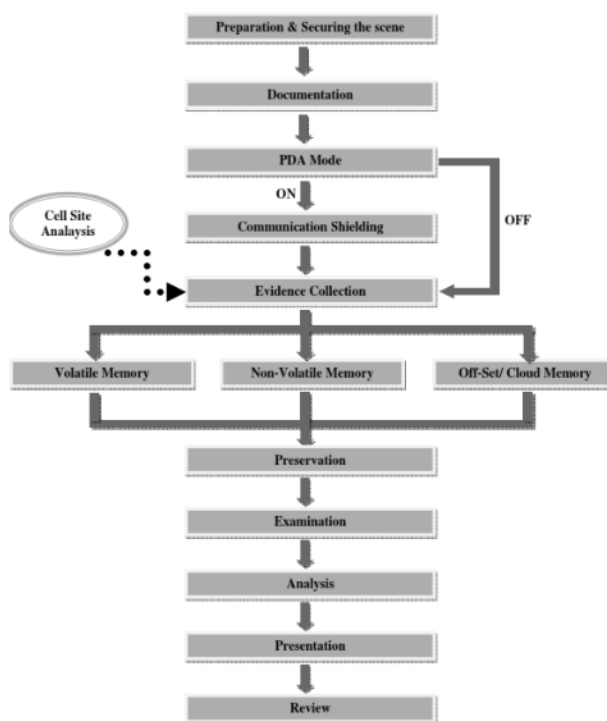 Preparation & Securing the scene
Documentation
PDA Mode
ON
OFF
Cell Site
Analaysis
Communication Shielding
Evidence Collection
Volatile Memory
Non-Volatile Memory
Off-Set/ Cloud Memory
Preservation
Examination
Analysis
Presentation
Review